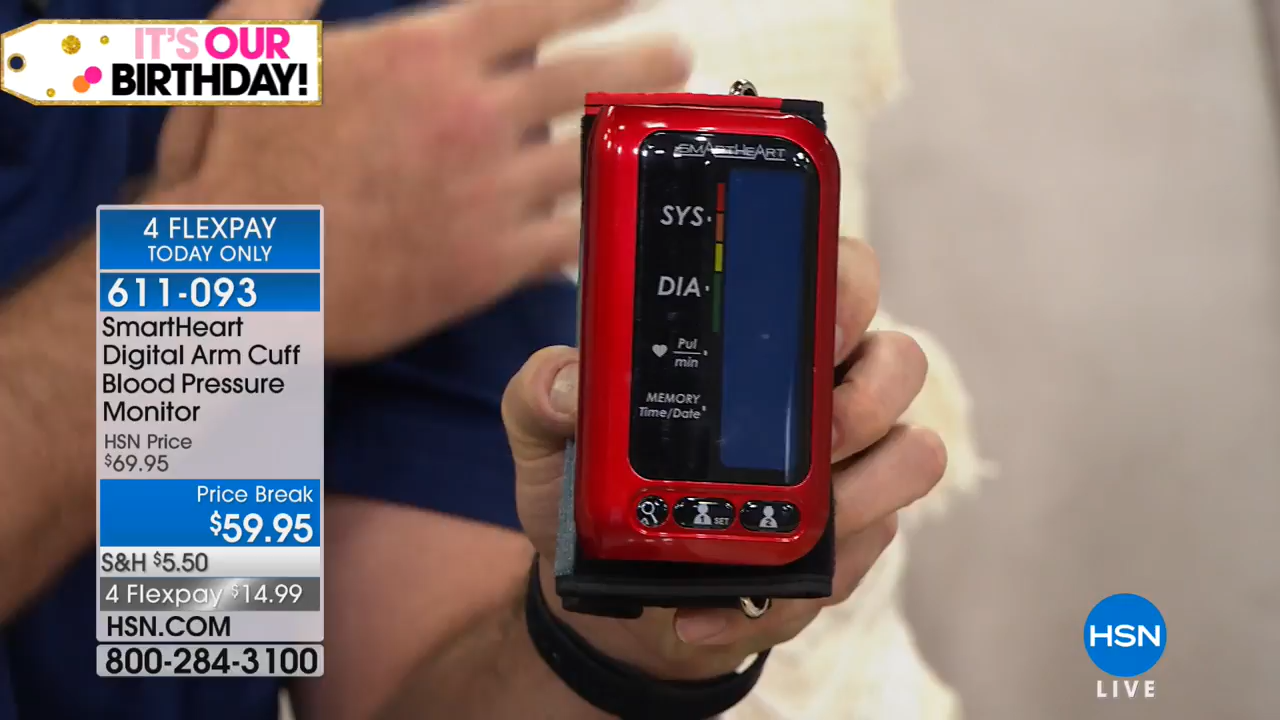 IT'S OUR
BIRTHDAY!
4 FLEXPAY
TODAY ONLY
611-093
SmartHeart
Digital Arm Cuff
Blood Pressure
Monitor
HSN Price
$69.95
Price Break
$59.95
S&H $5.50
4 Flexpay $14.99
HSN.COM
800-284-3100
SMARTHEART
SYS
DIA
Pul
min
MEMORY
Time/Date
1 SET
2
HSN
LIVE